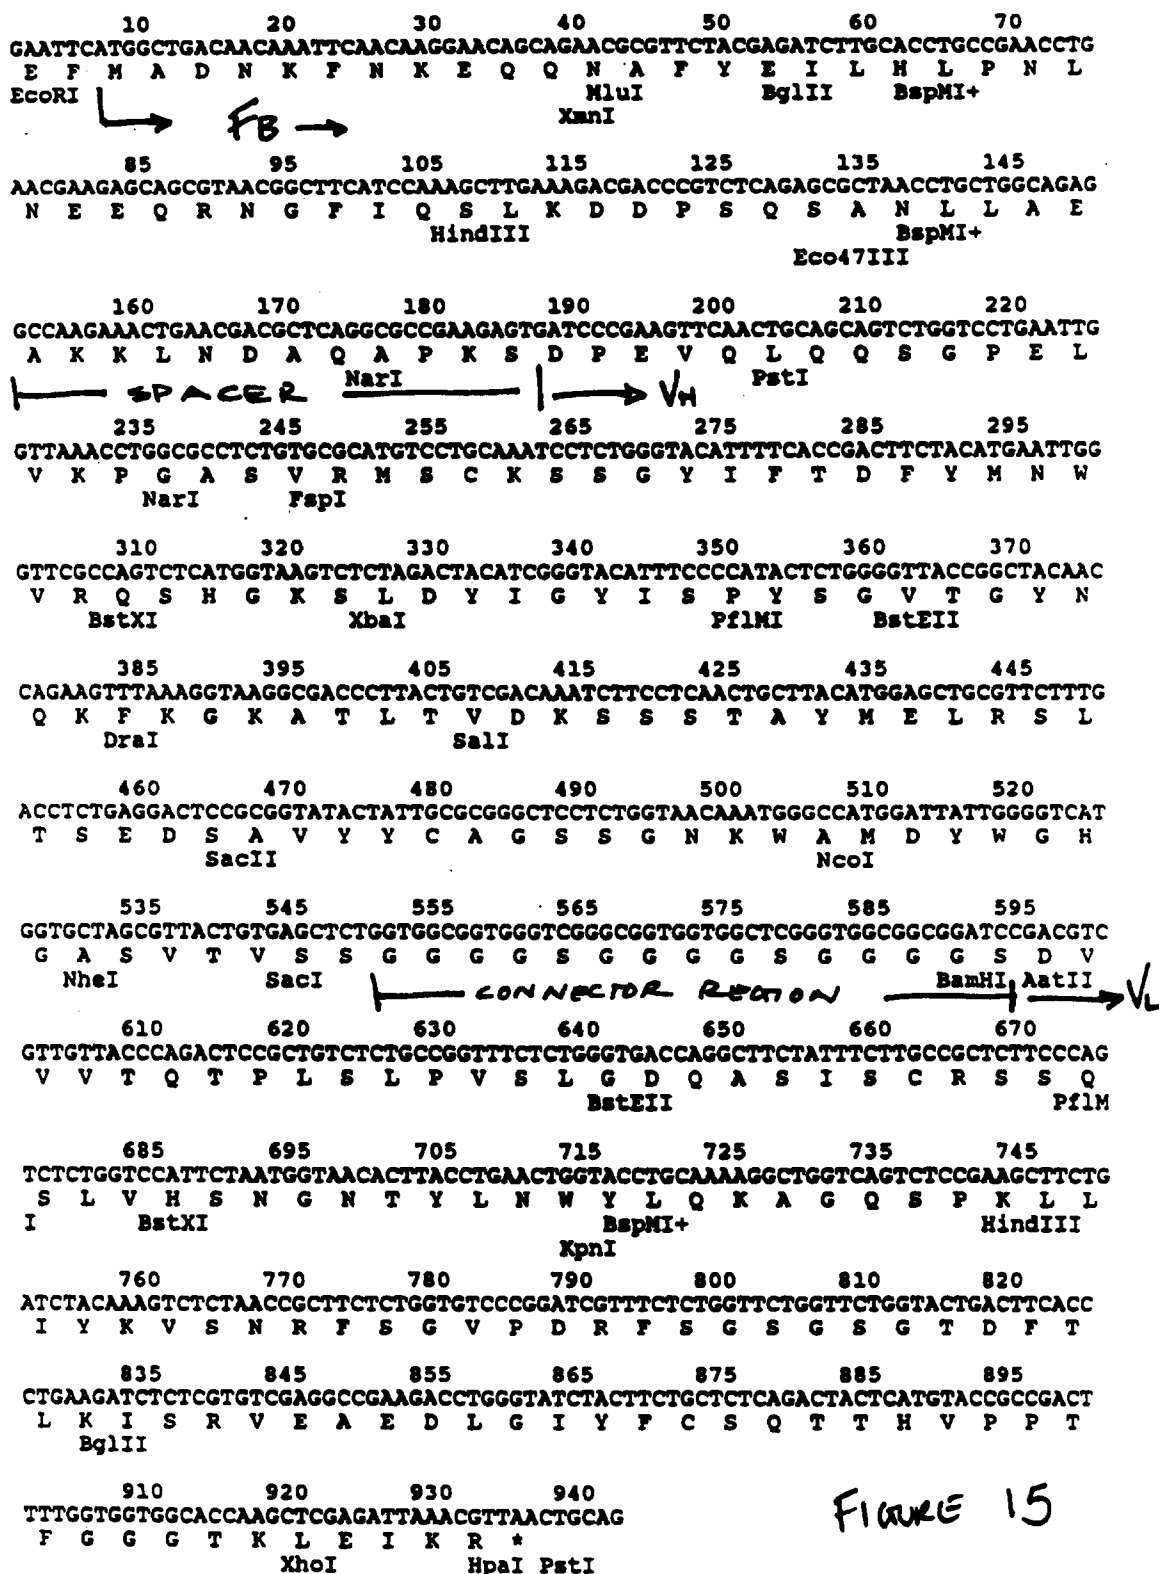 10 20 30 40 50 60 70
GAATTCATGGCTGACAACAAATTCAACAAGGAACAGCAGAACGCGTTCTACGAGATCTTGCACCTGCCGAACCTG
E F M A D N K F N K E Q Q N A F Y E I L H L P N L
EcoRI MluI BglII BspMI+
XmnI
FB
85 95 105 115 125 135 145
AACGAAGAGCAGCGTAACGGCTTCATCCAAAGCTTGAAAGACGACCCGTCTCAGAGCGCTAACCTGCTGGCAGAG
N E E Q R N G F I Q S L K D D P S Q S A N L L A E
HindIII BspMI+
Eco47III
160 170 180 190 200 210 220
GCCAAGAAACTGAACGACGCTCAGGCGCCGAAGAGTGATCCCGAAGTTCAACTGCAGCAGTCTGGTCCTGAATTG
A K K L N D A Q A P K S D P E V Q L Q Q S G P E L
NarI PstI
SPACER VH
235 245 255 265 275 285 295
GTTAAACCTGGCGCCTCTGTGCGCATGTCCTGCAAATCCTCTGGGTACATTTTCACCGACTTCTACATGAATTGG
V K P G A S V R M S C K S S G Y I F T D F Y M N W
NarI FspI
310 320 330 340 350 360 370
GTTCGCCAGTCTCATGGTAAGTCTCTAGACTACATCGGGTACATTTCCCCATACTCTGGGGTTACCGGCTACAAC
V R Q S H G K S L D Y I G Y I S P Y S G V T G Y N
BstXI XbaI PflMI BstEII
385 395 405 415 425 435 445
CAGAAGTTTAAAGGTAAGGCGACCCTTACTGTCGACAAATCTTCCTCAACTGCTTACATGGAGCTGCGTTCTTTG
Q K F K G K A T L T V D K S S S T A Y M E L R S L
DraI SalI
460 470 480 490 500 510 520
ACCTCTGAGGACTCCGCGGTATACTATTGCGCGGGCTCCTCTGGTAACAAATGGGCCATGGATTATTGGGGTCAT
T S E D S A V Y Y C A G S S G N K W A M D Y W G H
SacII NcoI
535 545 555 565 575 585 595
GGTGCTAGCGTTACTGTGAGCTCTGGTGGCGGTGGGTCGGGCGGTGGTGGCTCGGGTGGCGGCGGATCCGACGTC
G A S V T V S S G G G G S G G G G S G G G G S D V
NheI SacI BamHI AatII
CONNECTOR REGION VL
610 620 630 640 650 660 670
GTTGTTACCCAGACTCCGCTGTCTCTGCCGGTTTCTCTGGGTGACCAGGCTTCTATTTCTTGCCGCTCTTCCCAG
V V T Q T P L S L P V S L G D Q A S I S C R S S Q
BstEII PflM
685 695 705 715 725 735 745
TCTCTGGTCCATTCTAATGGTAACACTTACCTGAACTGGTACCTGCAAAAGGCTGGTCAGTCTCCGAAGCTTCTG
S L V H S N G N T Y L N W Y L Q K A G Q S P K L L
I BstXI BspMI+ HindIII
KpnI
760 770 780 790 800 810 820
ATCTACAAAGTCTCTAACCGCTTCTCTGGTGTCCCGGATCGTTTCTCTGGTTCTGGTTCTGGTACTGACTTCACC
I Y K V S N R F S G V P D R F S G S G S G T D F T
835 845 855 865 875 885 895
CTGAAGATCTCTCGTGTCGAGGCCGAAGACCTGGGTATCTACTTCTGCTCTCAGACTACTCATGTACCGCCGACT
L K I S R V E A E D L G I Y F C S Q T T H V P P T
BglII
910 920 930 940
TTTGGTGGTGGCACCAAGCTCGAGATTAAACGTTAACTGCAG
F G G G T K L E I K R *
XhoI HpaI PstI
FIGURE 15